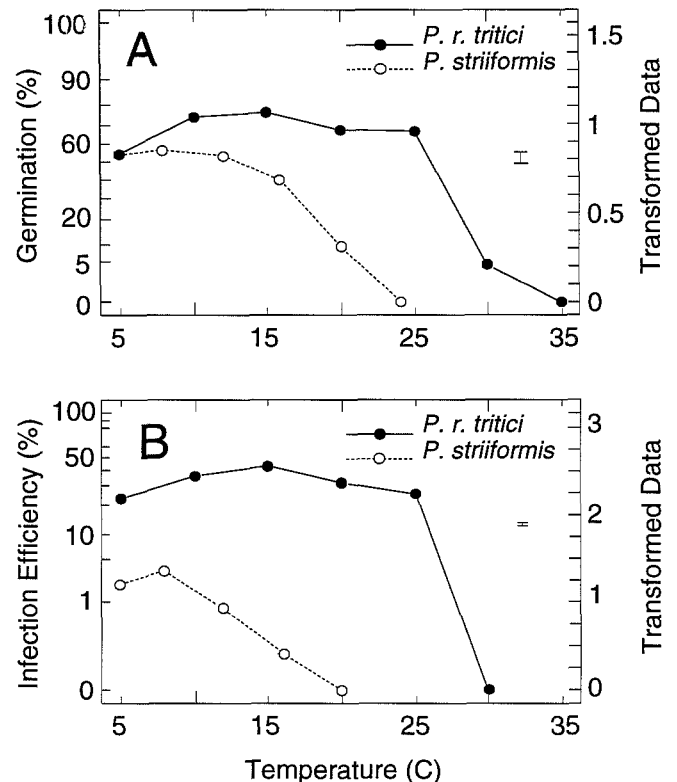 A
P. r. tritici
P. striiformis
Germination (%)
100
90
60
20
5
0
Transformed Data
1.5
1
0.5
0
5
15
25
35
B
P. r. tritici
P. striiformis
Infection Efficiency (%)
100
50
10
1
0
Transformed Data
3
2
1
0
5
15
25
35
Temperature (C)